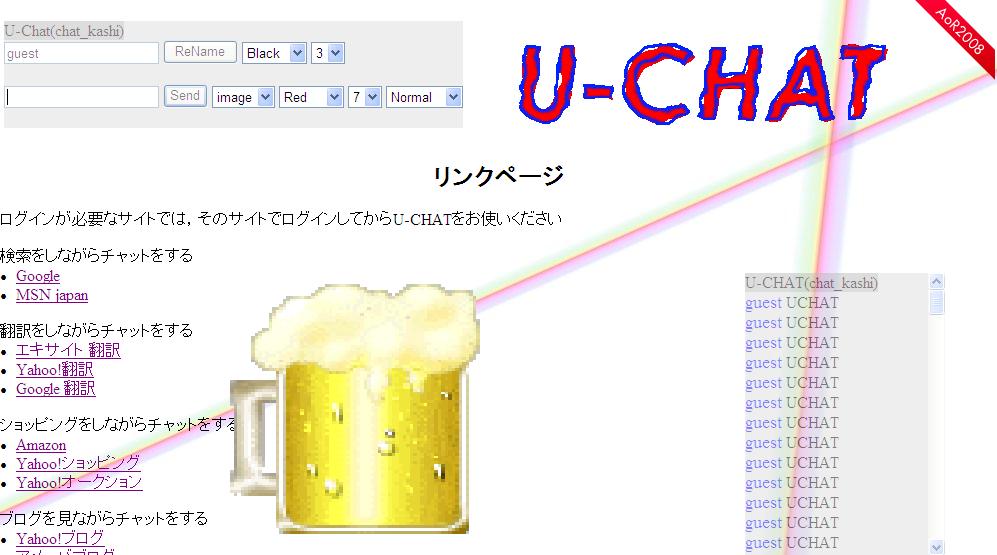 U-Chat(chat_kashi)
guest ReName Black 3
Send image Red 7 Normal
U-CHAT
AoR2008
リンクページ
ログインが必要なサイトでは, そのサイトでログインしてからU-CHATをお使いください
検索をしながらチャットをする
Google
MSN japan
翻訳をしながらチャットをする
エキサイト 翻訳
Yahoo!翻訳
Google 翻訳
ショッピングをしながらチャットをする
Amazon
Yahoo!ショッピング
Yahoo!オークション
ブログを見ながらチャットをする
Yahoo!ブログ
U-CHAT(chat_kashi)
guest UCHAT
guest UCHAT
guest UCHAT
guest UCHAT
guest UCHAT
guest UCHAT
guest UCHAT
guest UCHAT
guest UCHAT
guest UCHAT
guest UCHAT
guest UCHAT
guest UCHAT